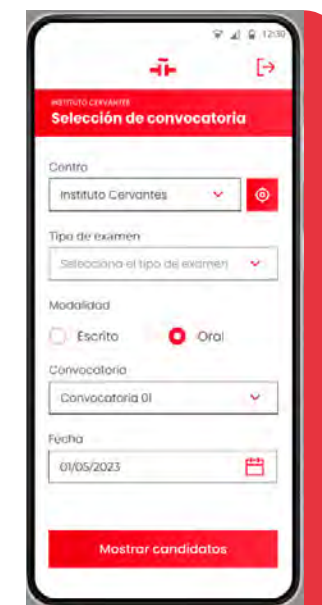 12:30
INSTITUTO CERVANTES
Selección de convocatoria
Centro
Instituto Cervantes
Tipo de examen
Selecciona el tipo de examen
Modalidad
Escrito Oral
Convocatoria
Convocatoria 01
Fecha
01/05/2023
Mostrar candidatos